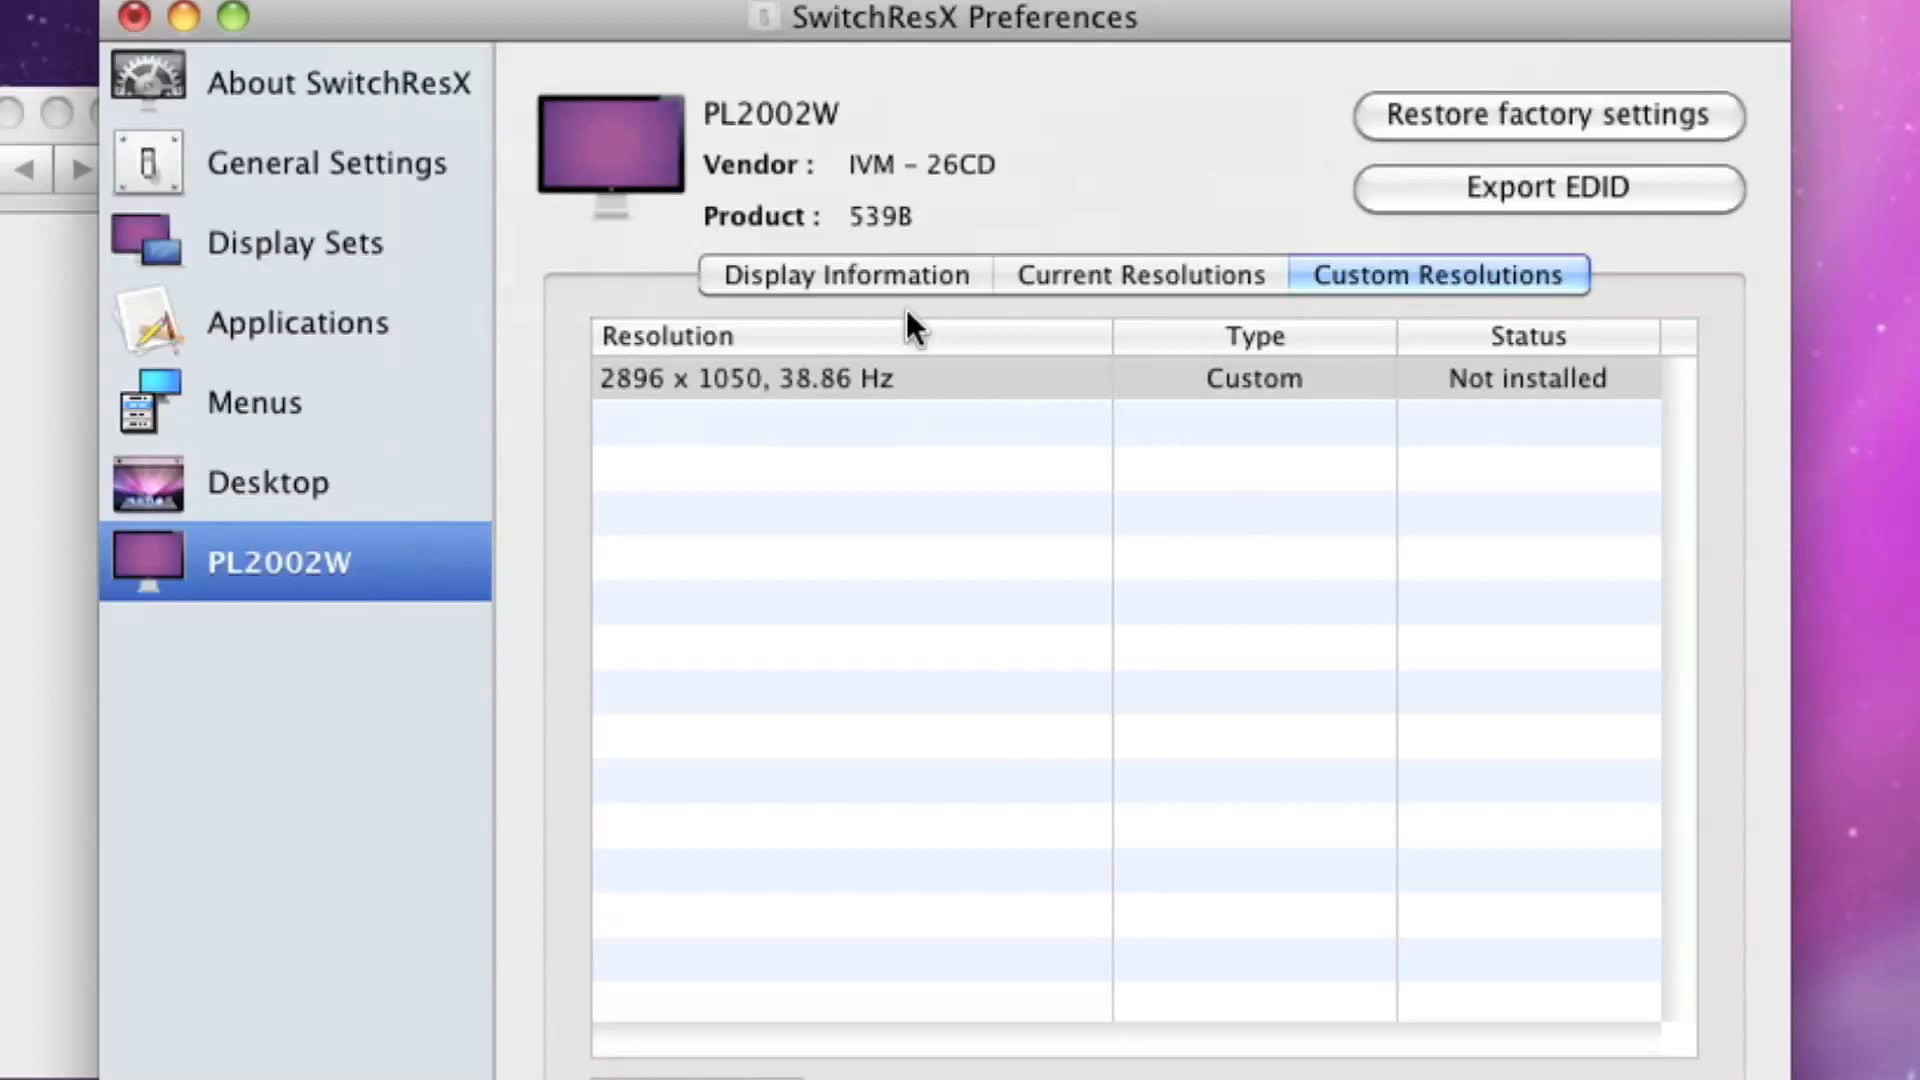 SwitchResX Preferences
About SwitchResX
General Settings
Display Sets
Applications
Menus
Desktop
PL2002W
PL2002W
Vendor : IVM - 26CD
Product : 539B
Restore factory settings
Export EDID
Display Information Current Resolutions Custom Resolutions
Resolution Type Status
2896 x 1050, 38.86 Hz Custom Not installed